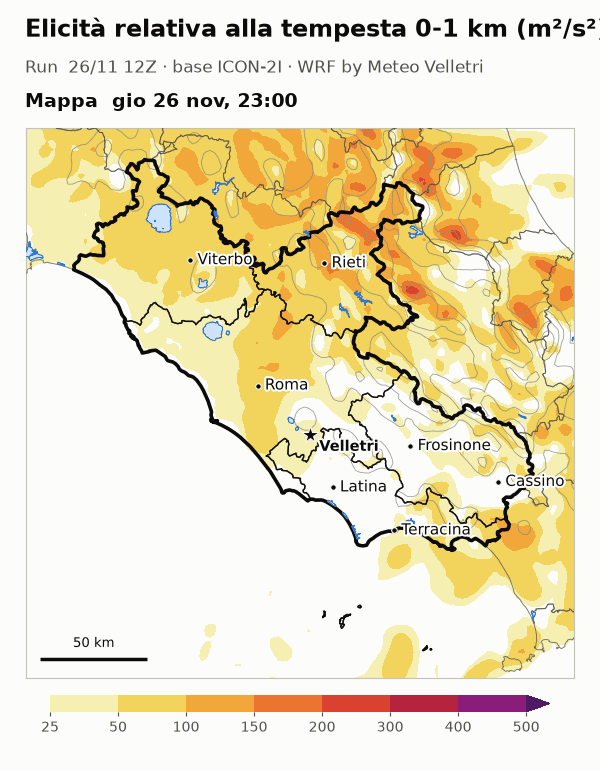 Elicità relativa alla tempesta 0-1 km (m²/s²)
Run  26/11 12Z · base ICON-2I · WRF by Meteo Velletri
Mappa  gio 26 nov, 23:00
Viterbo
Rieti
Roma
Velletri
Frosinone
Latina
Cassino
Terracina
50 km
25 50 100 150 200 300 400 500